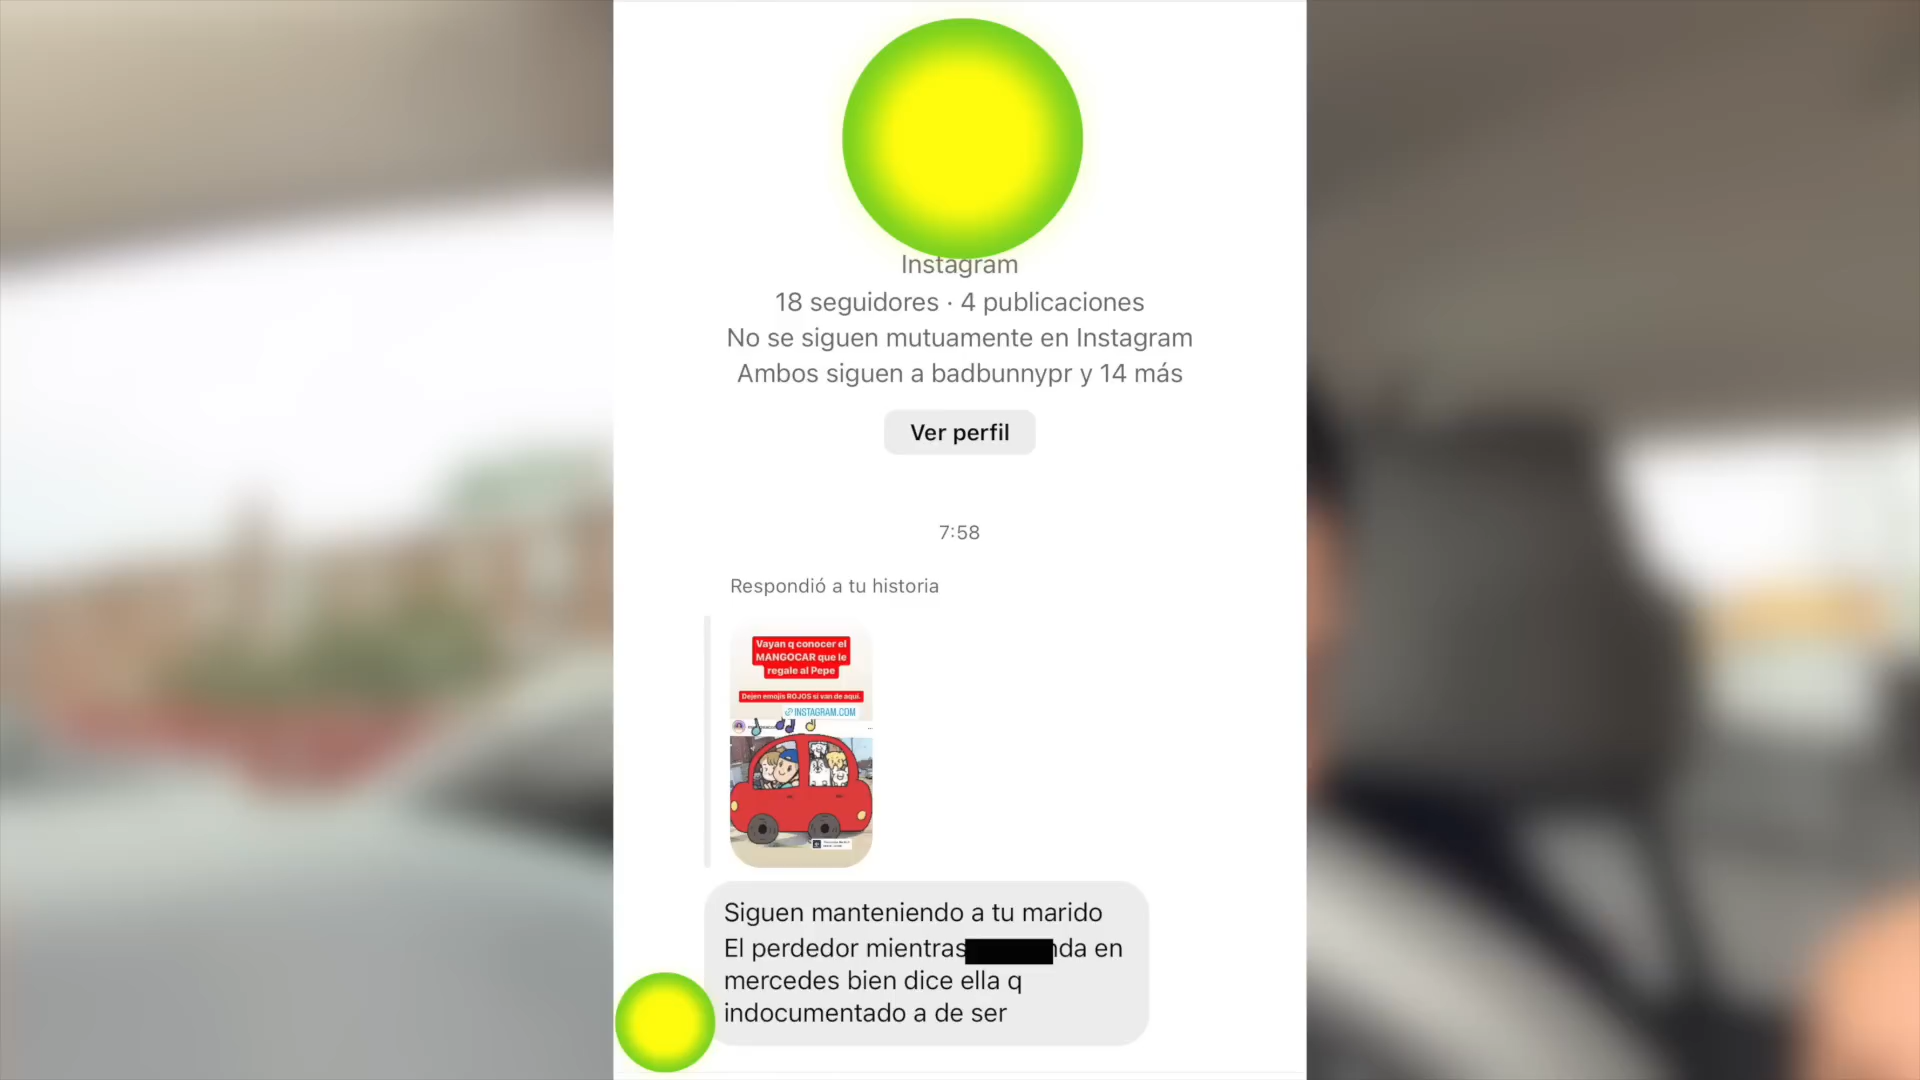 Instagram
18 seguidores · 4 publicaciones
No se siguen mutuamente en Instagram
Ambos siguen a badbunnypr y 14 más
Ver perfil
7:58
Respondió a tu historia
Vayan q conocer el
MANGOCAR que le
regale al Pepe
Dejen emojis ROJOS si van de aqui.
INSTAGRAM.COM
Siguen manteniendo a tu marido
El perdedor mientras nda en
mercedes bien dice ella q
indocumentado a de ser